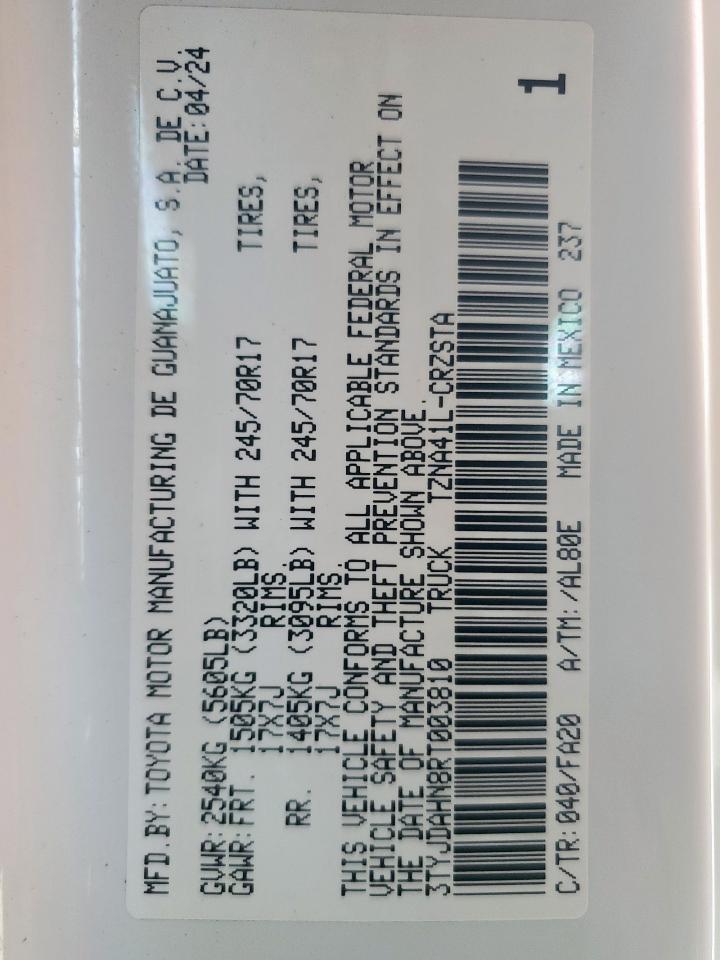 MFD.BY: TOYOTA MOTOR MANUFACTURING DE GUANAJUATO, S.A. DE C.V.
DATE: 04/24
GVWR: 2540KG (5605LB)
GAWR: FRT. 1505KG (3320LB) WITH 245/70R17 TIRES,
17X7J RIMS,
RR. 1405KG (3095LB) WITH 245/70R17 TIRES,
17X7J RIMS
THIS VEHICLE CONFORMS TO ALL APPLICABLE FEDERAL MOTOR
VEHICLE SAFETY AND THEFT PREVENTION STANDARDS IN EFFECT ON
THE DATE OF MANUFACTURE SHOWN ABOVE.
3TYJDAHN8RT003810 TRUCK TZNA41L-CRZSTA
C/TR: 040/FA20 A/TM: /AL80E MADE IN MEXICO 237
1